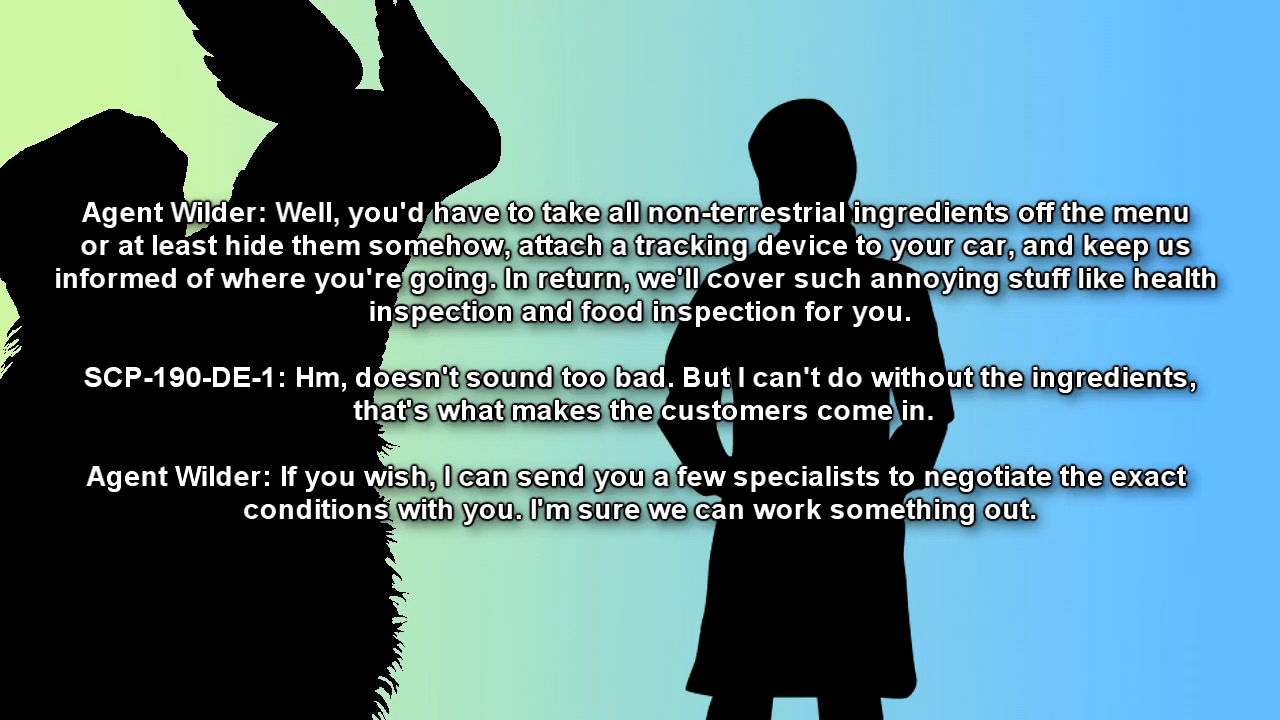 Agent Wilder: Well, you'd have to take all non-terrestrial ingredients off the menu
or at least hide them somehow, attach a tracking device to your car, and keep us
informed of where you're going. In return, we'll cover such annoying stuff like health
inspection and food inspection for you.
SCP-190-DE-1: Hm, doesn't sound too bad. But I can't do without the ingredients,
that's what makes the customers come in.
Agent Wilder: If you wish, I can send you a few specialists to negotiate the exact
conditions with you. I'm sure we can work something out.